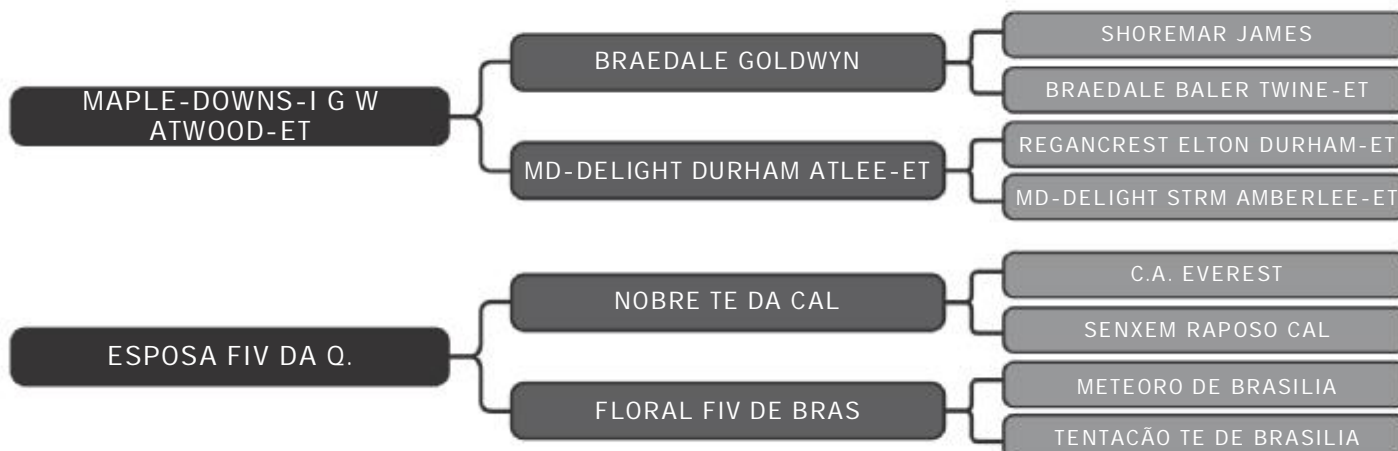 SHOREMAR JAMES
BRAEDALE GOLDWYN
BRAEDALE BALER TWINE-ET
MAPLE-DOWNS-I G W
ATWOOD-ET
REGANCREST ELTON DURHAM-ET
MD-DELIGHT DURHAM ATLEE-ET
MD-DELIGHT STRM AMBERLEE-ET
C.A. EVEREST
NOBRE TE DA CAL
SENXEM RAPOSO CAL
ESPOSA FIV DA Q.
METEORO DE BRASILIA
FLORAL FIV DE BRAS
TENTACÃO TE DE BRASILIA